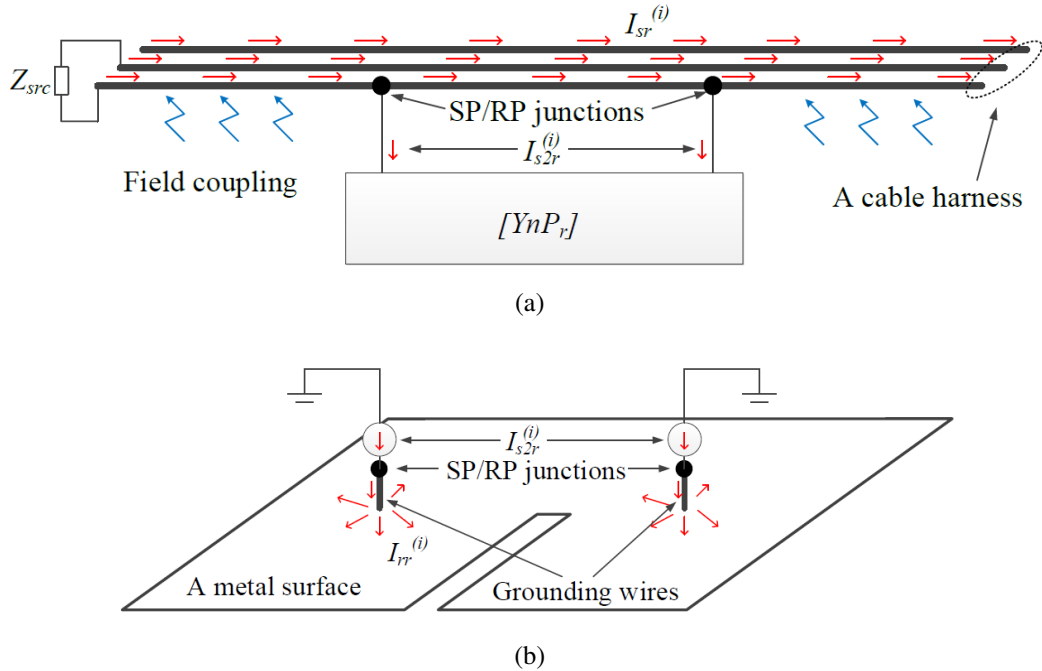 I_sr^(i)
Z_src
SP/RP junctions
I_s2r^(i)
Field coupling
A cable harness
[YnP_r]
(a)
I_s2r^(i)
SP/RP junctions
I_rr^(i)
A metal surface
Grounding wires
(b)